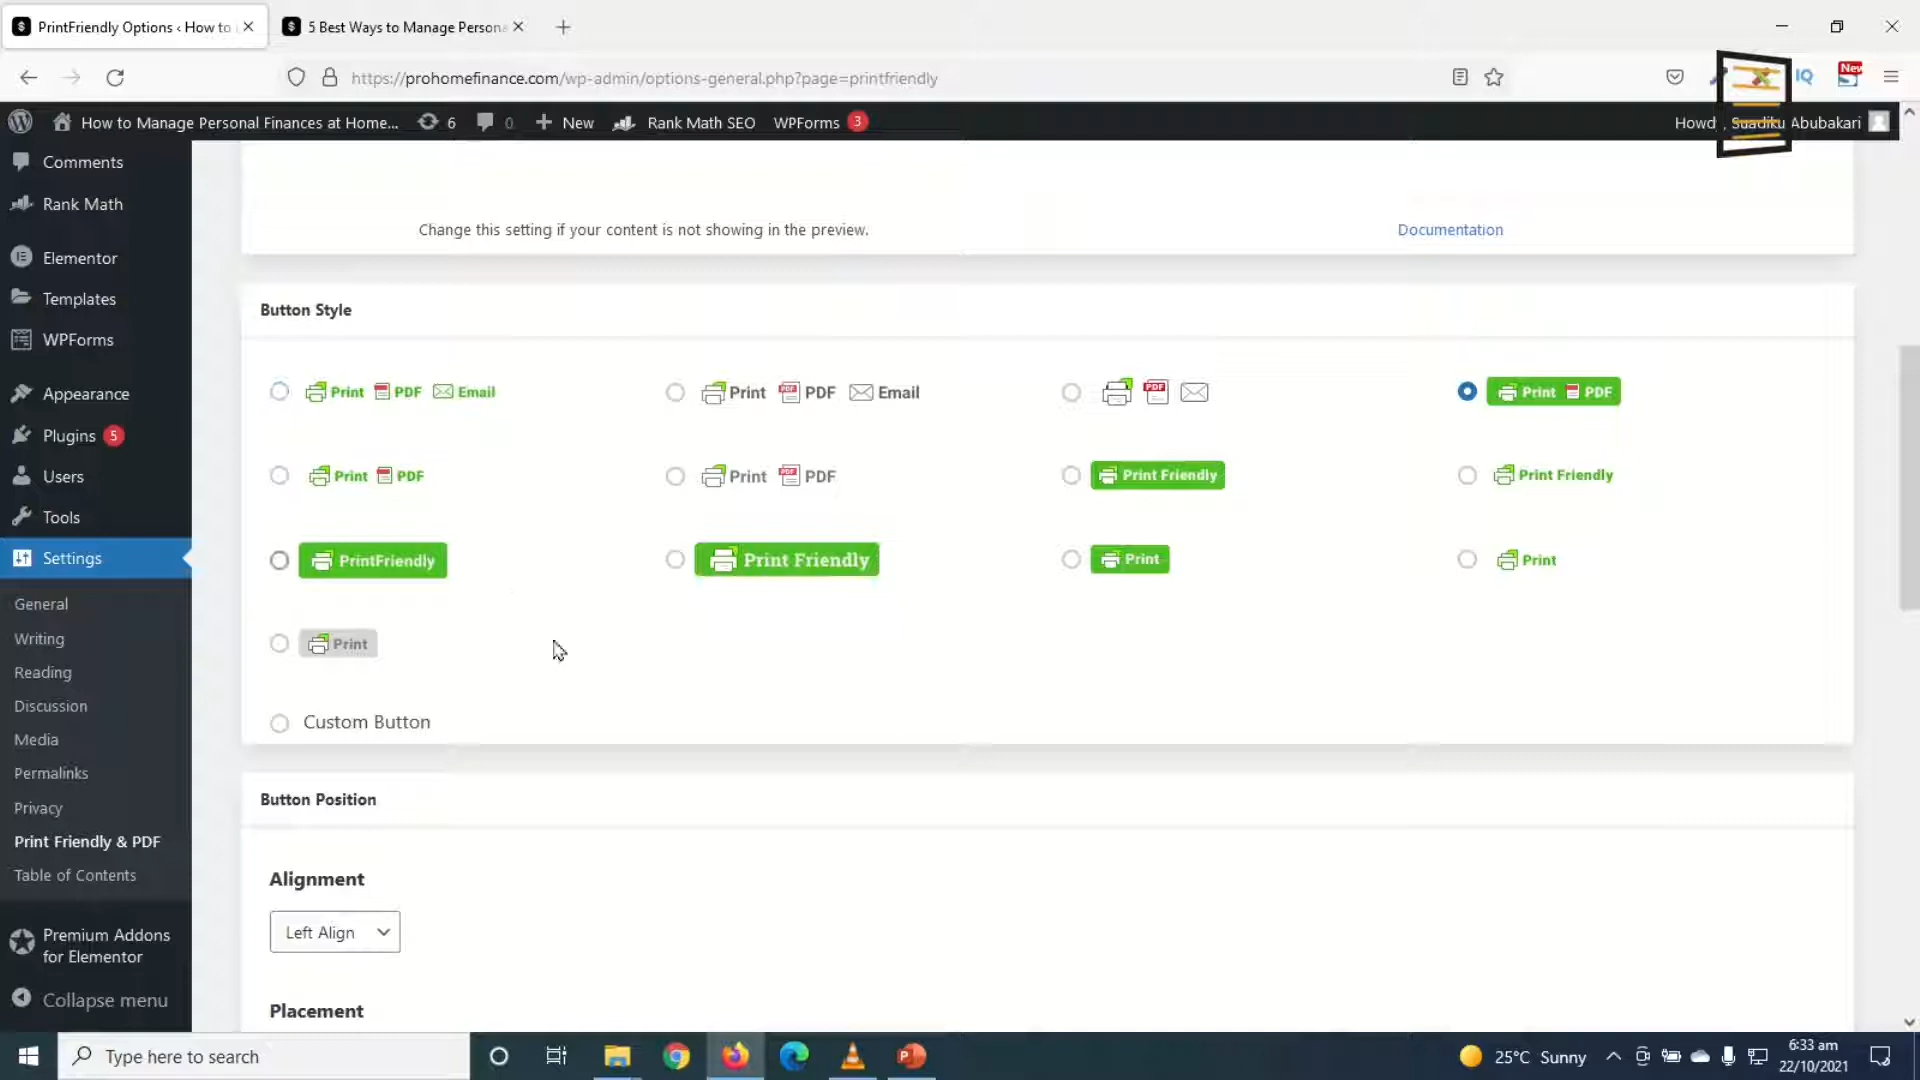 PrintFriendly Options ‹ How to
5 Best Ways to Manage Persona
https://prohomefinance.com/wp-admin/options-general.php?page=printfriendly
IQ
New
How to Manage Personal Finances at Home...
6
0
New
Rank Math SEO
WPForms 3
Howd , Suadiku Abubakari
Comments
Rank Math
Elementor
Templates
WPForms
Appearance
Plugins 5
Users
Tools
Settings
General
Writing
Reading
Discussion
Media
Permalinks
Privacy
Print Friendly & PDF
Table of Contents
Premium Addons
for Elementor
Collapse menu
Change this setting if your content is not showing in the preview.
Documentation
Button Style
Print PDF Email
Print PDF Email
PDF
Print PDF
Print PDF
Print PDF
Print Friendly
Print Friendly
PrintFriendly
Print Friendly
Print
Print
Print
Custom Button
Button Position
Alignment
Left Align
Placement
Type here to search
25°C Sunny
6:33 am
22/10/2021